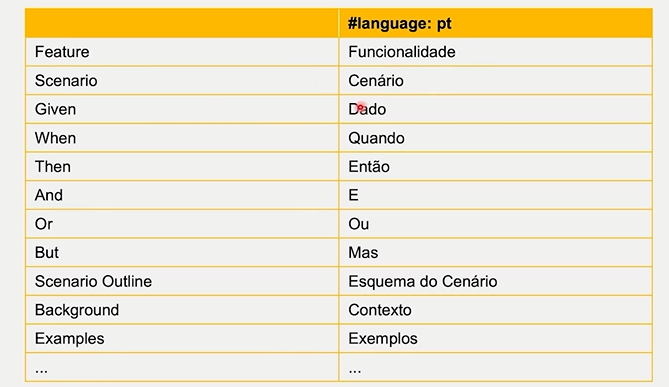 #language: pt
Feature Funcionalidade
Scenario Cenário
Given Dado
When Quando
Then Então
And E
Or Ou
But Mas
Scenario Outline Esquema do Cenário
Background Contexto
Examples Exemplos
... ...